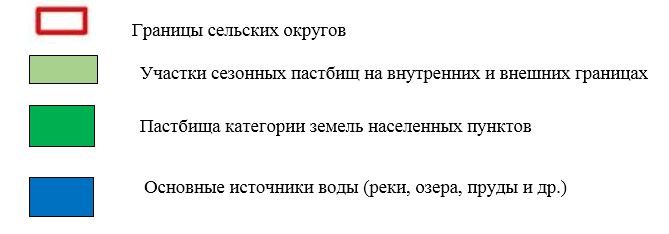 Границы сельских округов
Участки сезонных пастбищ на внутренних и внешних границах
Пастбища категории земель населенных пунктов
Основные источники воды (реки, озера, пруды и др.)